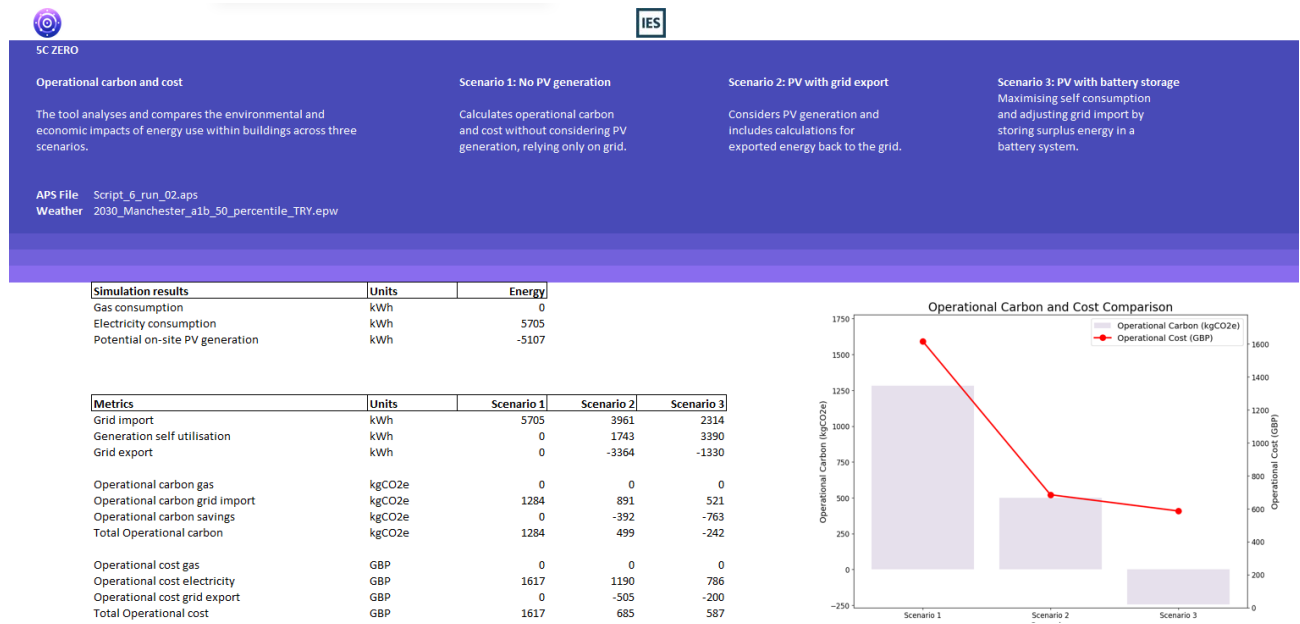 IES
5C ZERO
Operational carbon and cost
The tool analyses and compares the environmental and
economic impacts of energy use within buildings across three
scenarios.
Scenario 1: No PV generation
Calculates operational carbon
and cost without considering PV
generation, relying only on grid.
Scenario 2: PV with grid export
Considers PV generation and
includes calculations for
exported energy back to the grid.
Scenario 3: PV with battery storage
Maximising self consumption
and adjusting grid import by
storing surplus energy in a
battery system.
APS File Script_6_run_02.aps
Weather 2030_Manchester_a1b_50_percentile_TRY.epw
Simulation results Units Energy
Gas consumption kWh 0
Electricity consumption kWh 5705
Potential on-site PV generation kWh -5107
Metrics Units Scenario 1 Scenario 2 Scenario 3
Grid import kWh 5705 3961 2314
Generation self utilisation kWh 0 1743 3390
Grid export kWh 0 -3364 -1330
Operational carbon gas kgCO2e 0 0 0
Operational carbon grid import kgCO2e 1284 891 521
Operational carbon savings kgCO2e 0 -392 -763
Total Operational carbon kgCO2e 1284 499 -242
Operational cost gas GBP 0 0 0
Operational cost electricity GBP 1617 1190 786
Operational cost grid export GBP 0 -505 -200
Total Operational cost GBP 1617 685 587
Operational Carbon and Cost Comparison
Operational Carbon (kgCO2e)
Operational Cost (GBP)
Operational Carbon (kgCO2e)
1750
1500
1250
1000
750
500
250
0
−250
1600
1400
1200
1000
800
600
400
200
0
Operational Cost (GBP)
Scenario 1 Scenario 2 Scenario 3